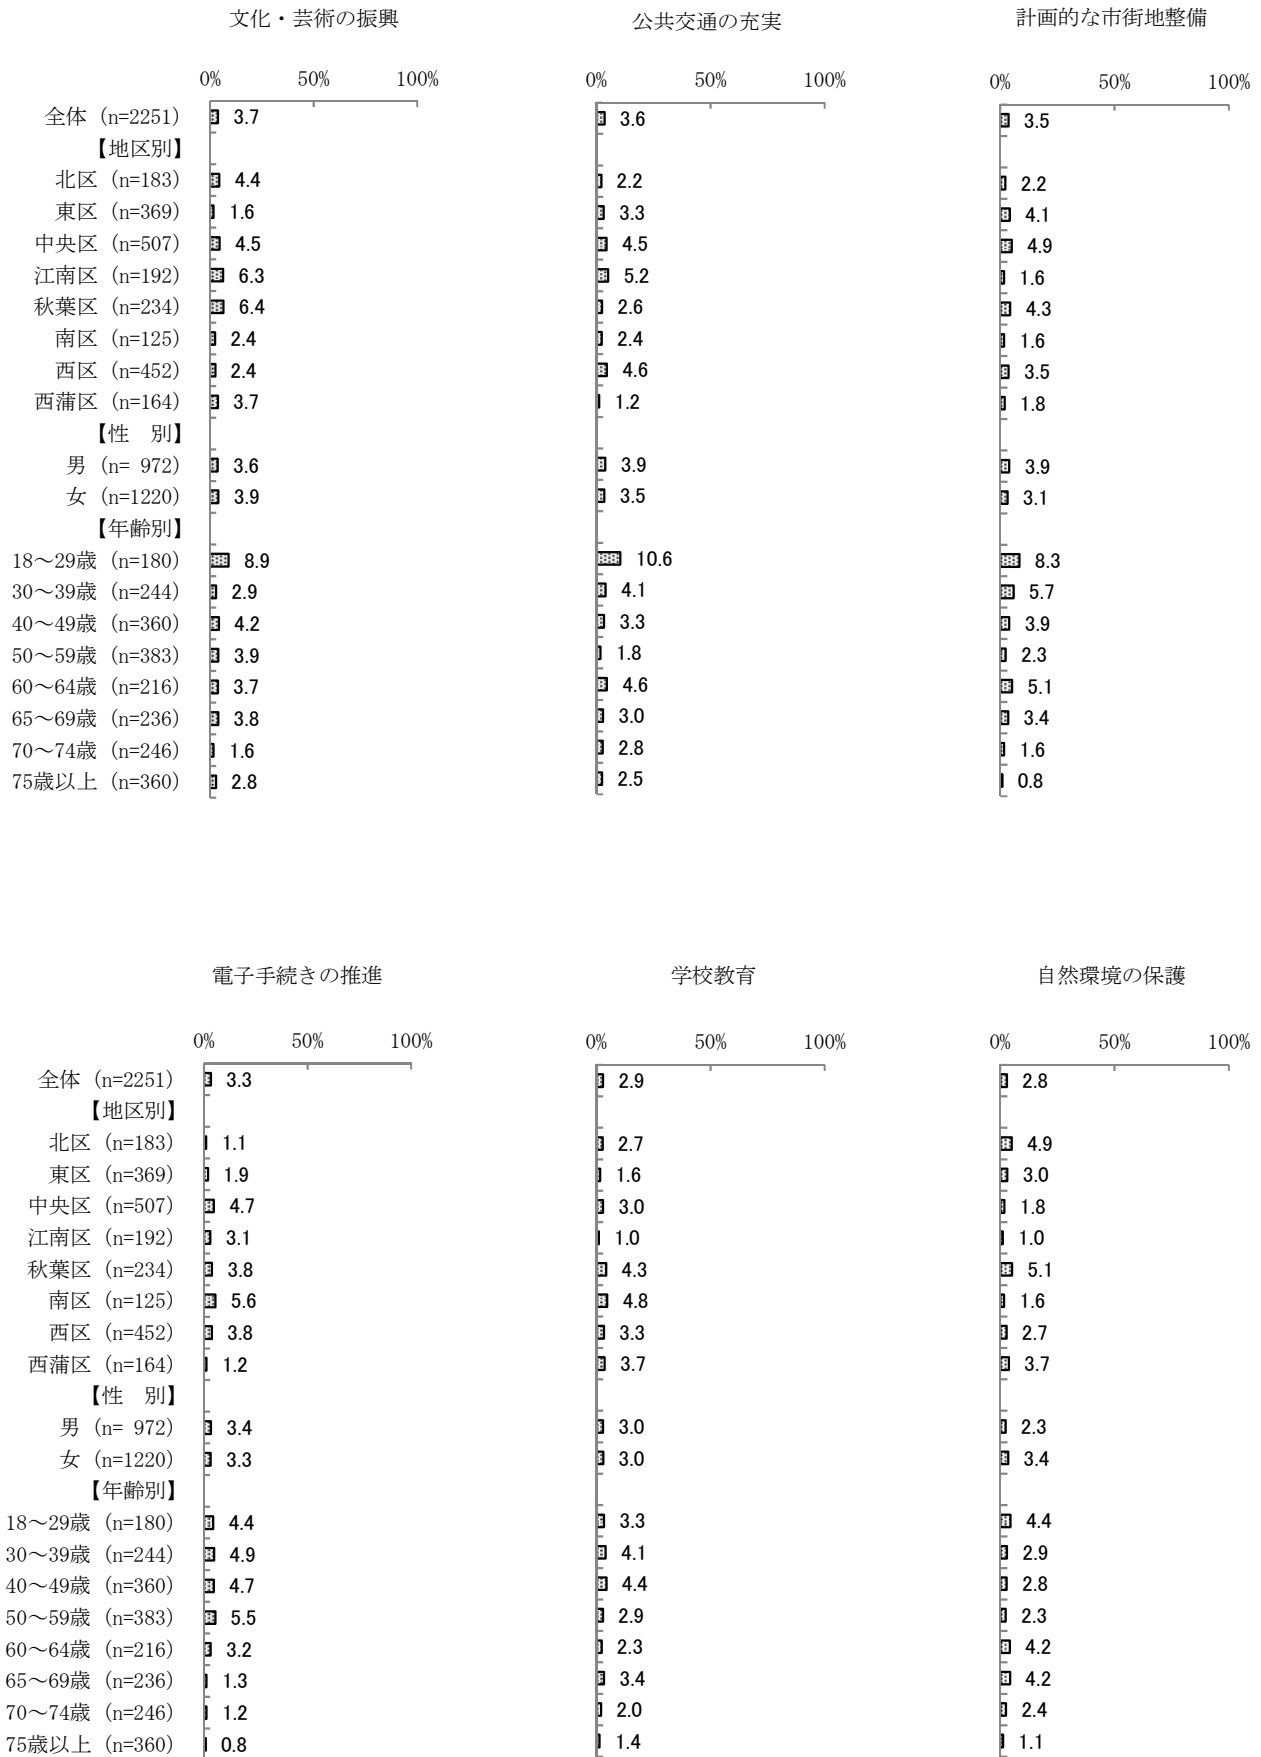 文化・芸術の振興 公共交通の充実 計画的な市街地整備
0% 50% 100% 0% 50% 100% 0% 50% 100%
全体 (n=2251) 3.7 3.6 3.5
【地区別】
北区 (n=183) 4.4 2.2 2.2
東区 (n=369) 1.6 3.3 4.1
中央区 (n=507) 4.5 4.5 4.9
江南区 (n=192) 6.3 5.2 1.6
秋葉区 (n=234) 6.4 2.6 4.3
南区 (n=125) 2.4 2.4 1.6
西区 (n=452) 2.4 4.6 3.5
西蒲区 (n=164) 3.7 1.2 1.8
【性　別】
男 (n= 972) 3.6 3.9 3.9
女 (n=1220) 3.9 3.5 3.1
【年齢別】
18～29歳 (n=180) 8.9 10.6 8.3
30～39歳 (n=244) 2.9 4.1 5.7
40～49歳 (n=360) 4.2 3.3 3.9
50～59歳 (n=383) 3.9 1.8 2.3
60～64歳 (n=216) 3.7 4.6 5.1
65～69歳 (n=236) 3.8 3.0 3.4
70～74歳 (n=246) 1.6 2.8 1.6
75歳以上 (n=360) 2.8 2.5 0.8
電子手続きの推進 学校教育 自然環境の保護
0% 50% 100% 0% 50% 100% 0% 50% 100%
全体 (n=2251) 3.3 2.9 2.8
【地区別】
北区 (n=183) 1.1 2.7 4.9
東区 (n=369) 1.9 1.6 3.0
中央区 (n=507) 4.7 3.0 1.8
江南区 (n=192) 3.1 1.0 1.0
秋葉区 (n=234) 3.8 4.3 5.1
南区 (n=125) 5.6 4.8 1.6
西区 (n=452) 3.8 3.3 2.7
西蒲区 (n=164) 1.2 3.7 3.7
【性　別】
男 (n= 972) 3.4 3.0 2.3
女 (n=1220) 3.3 3.0 3.4
【年齢別】
18～29歳 (n=180) 4.4 3.3 4.4
30～39歳 (n=244) 4.9 4.1 2.9
40～49歳 (n=360) 4.7 4.4 2.8
50～59歳 (n=383) 5.5 2.9 2.3
60～64歳 (n=216) 3.2 2.3 4.2
65～69歳 (n=236) 1.3 3.4 4.2
70～74歳 (n=246) 1.2 2.0 2.4
75歳以上 (n=360) 0.8 1.4 1.1